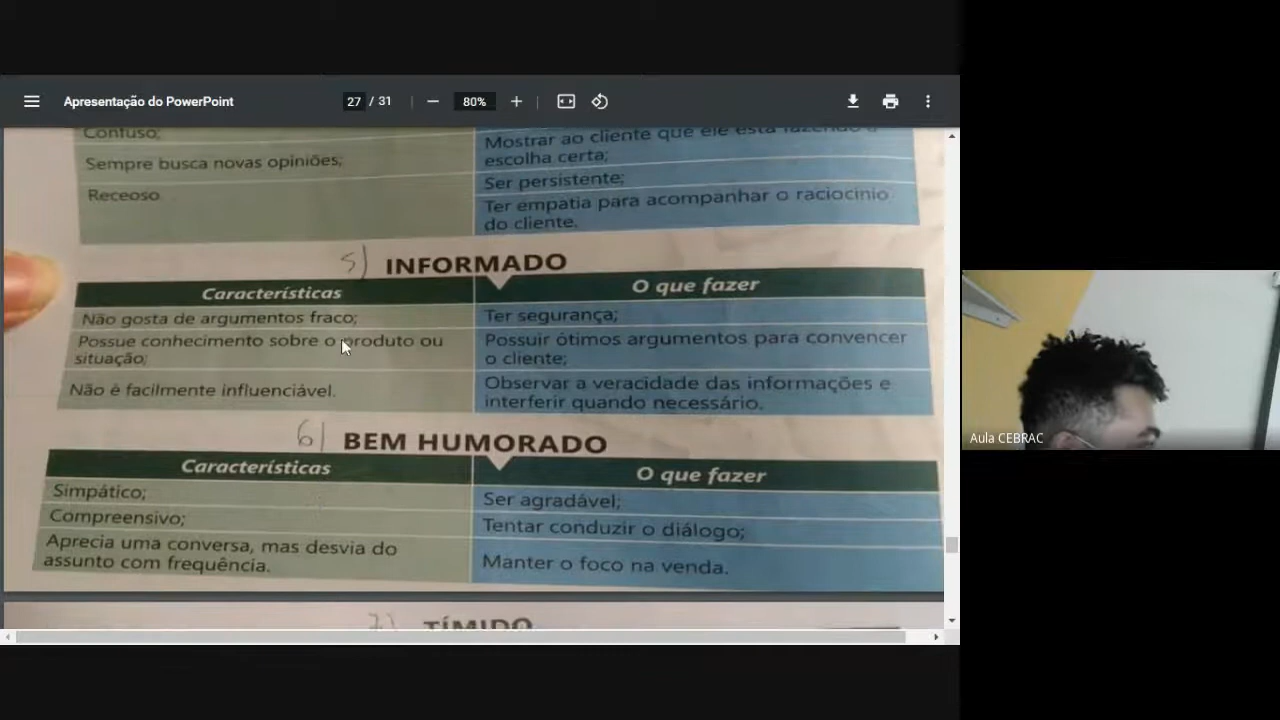 Apresentação do PowerPoint
27 / 31
80%
Confuso;
Mostrar ao cliente que ele está fazendo a
escolha certa;
Sempre busca novas opiniões;
Ser persistente;
Receoso
Ter empatia para acompanhar o raciocínio
do cliente.
5) INFORMADO
Características
O que fazer
Não gosta de argumentos fraco;
Ter segurança;
Possue conhecimento sobre o produto ou
situação;
Possuir ótimos argumentos para convencer
o cliente;
Não é facilmente influenciável.
Observar a veracidade das informações e
interferir quando necessário.
6) BEM HUMORADO
Características
O que fazer
Simpático;
Ser agradável;
Compreensivo;
Tentar conduzir o diálogo;
Aprecia uma conversa, mas desvia do
assunto com frequência.
Manter o foco na venda.
7) TÍMIDO
Aula CEBRAC